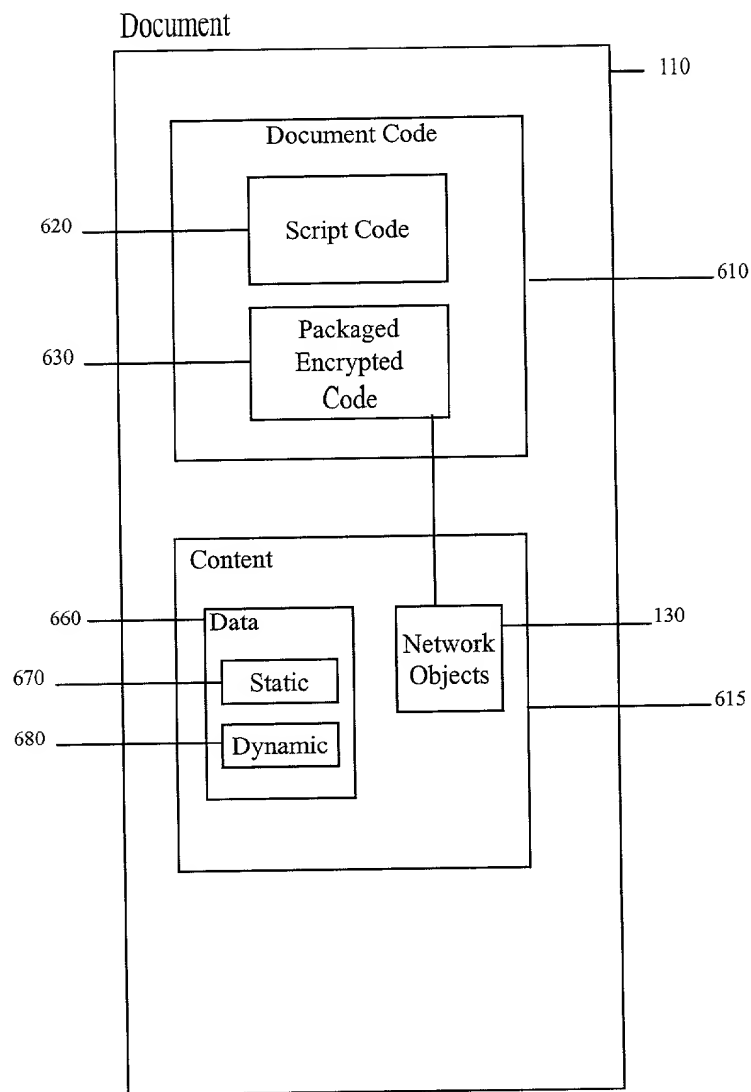 Document
110
Document Code
620
Script Code
610
630
Packaged
Encrypted
Code
Content
660
Data
130
Network
Objects
670
Static
615
680
Dynamic